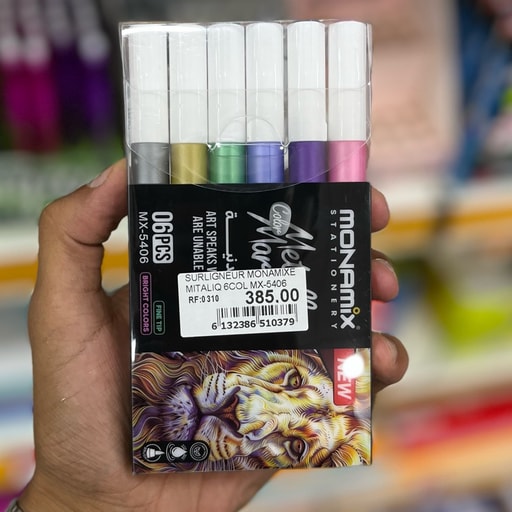 MONAMIX
STATIONERY
Color
ART SPEAKS
ARE UNABLE
06PCS
MX-5406
FINE TIP
BRIGHT COLORS
SURLIGNEUR MONAMIXE
MITALIQ 6COL MX-5406
RF:0310
385.00
6 132386 510379
NEW